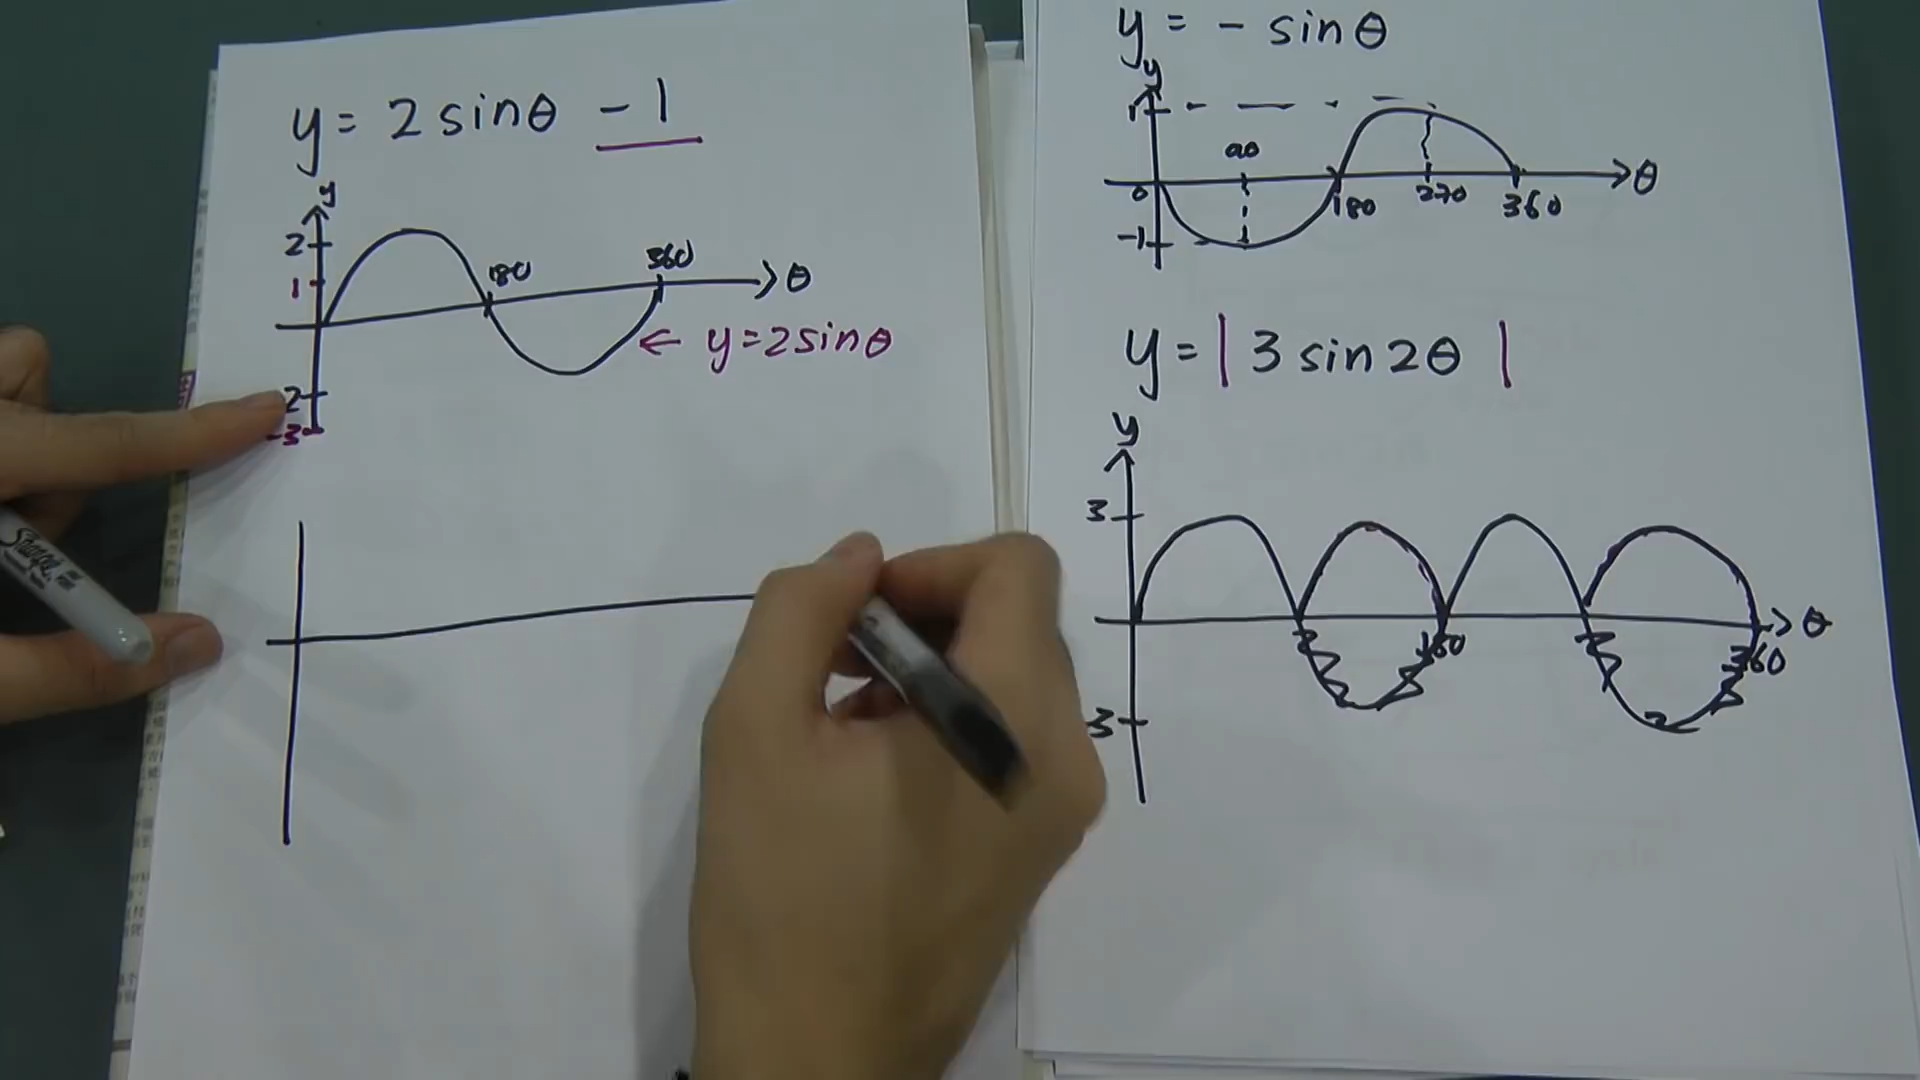 y = 2 sinθ - 1
y
2
1
180
360
θ
← y=2sinθ
2
-3
Sharpie
y = - sinθ
y
1
90
0
180
270
360
θ
-1
y = | 3 sin 2θ |
y
3
180
360
θ
3